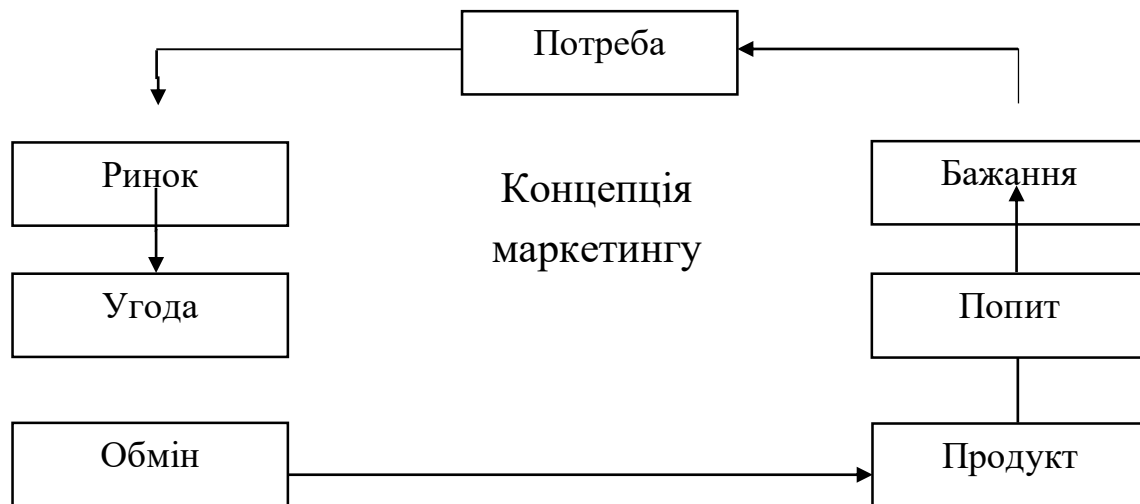 Потреба
Ринок
Концепція
маркетингу
Бажання
Угода
Попит
Обмін
Продукт